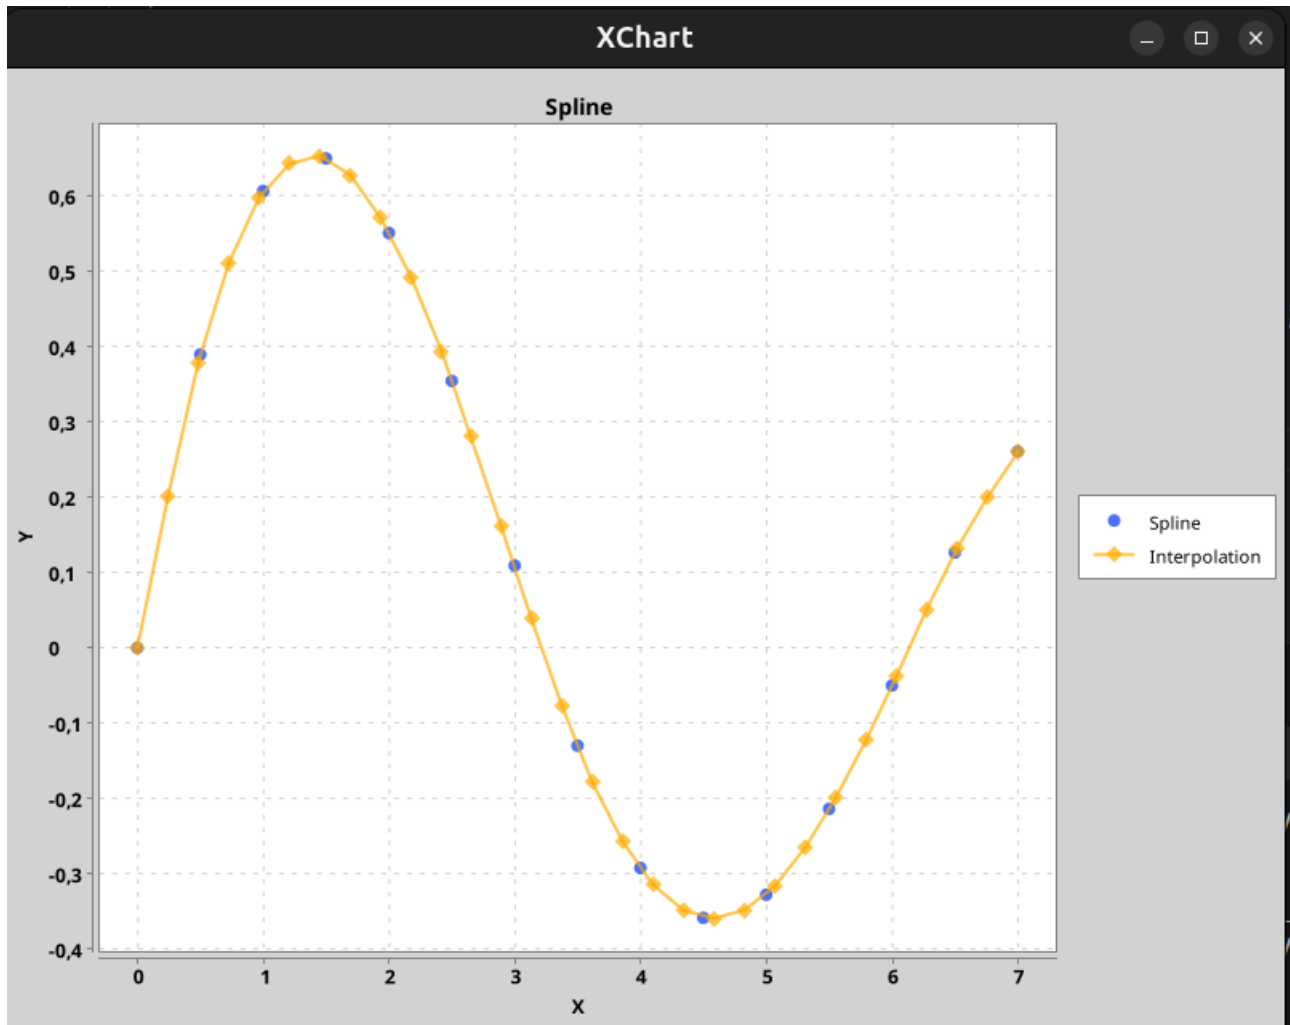 XChart
Spline
0,6
0,5
0,4
0,3
0,2
0,1
0
-0,1
-0,2
-0,3
-0,4
Y
0 1 2 3 4 5 6 7
X
Spline
Interpolation